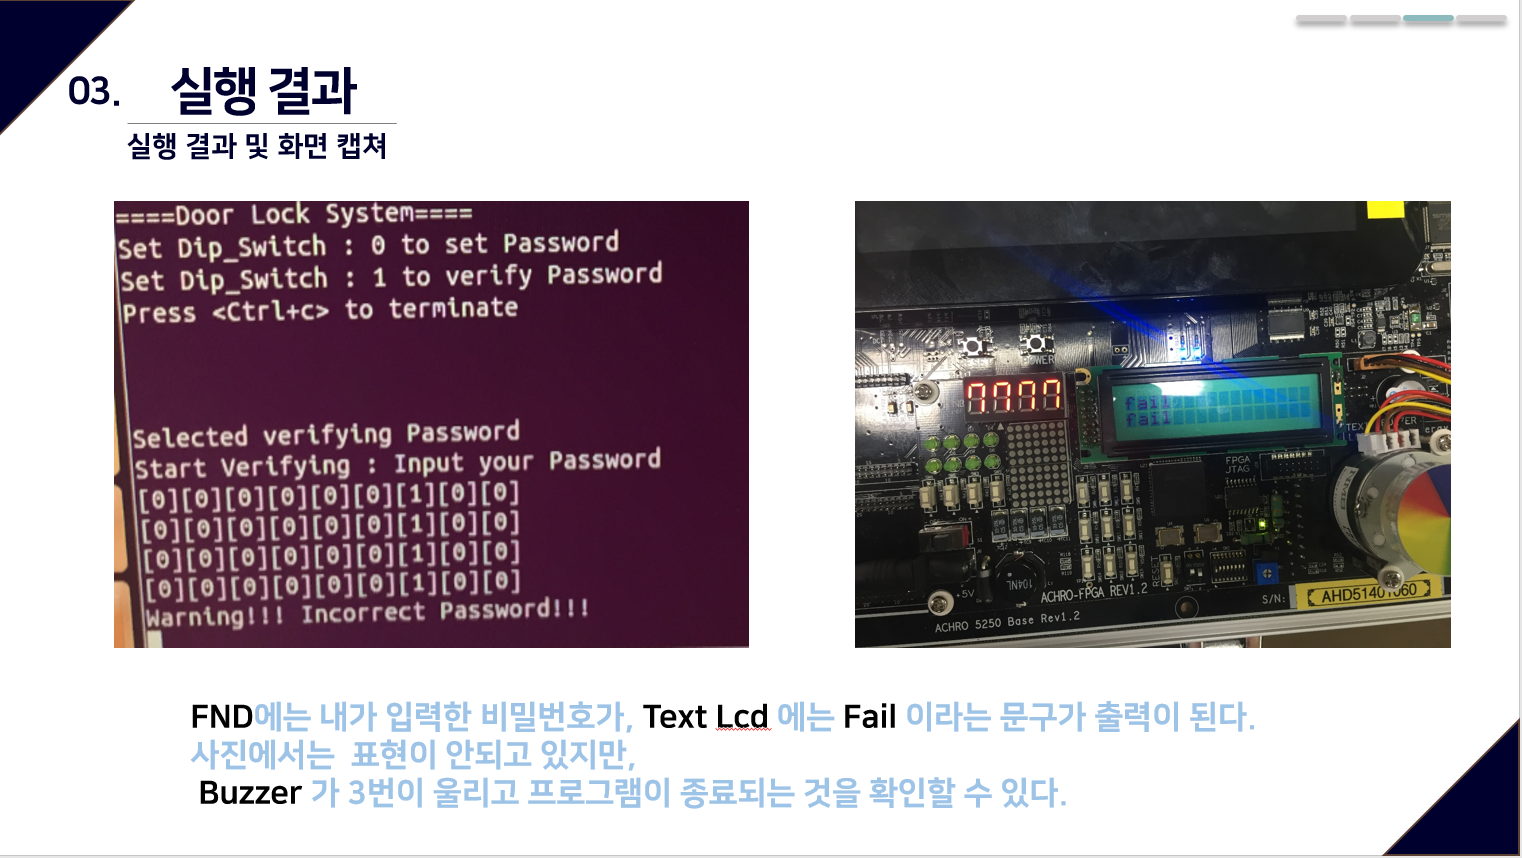 03.
실행 결과
실행 결과 및 화면 캡쳐
====Door Lock System====
Set Dip_Switch : 0 to set Password
Set Dip_Switch : 1 to verify Password
Press <Ctrl+c> to terminate
Selected verifying Password
Start Verifying : Input your Password
[0][0][0][0][0][0][1][0][0]
[0][0][0][0][0][0][1][0][0]
[0][0][0][0][0][0][1][0][0]
[0][0][0][0][0][0][1][0][0]
Warning!!! Incorrect Password!!!
7777
fail
fail
FPGA
JTAG
RESET
+5V
104NL
ACHRO-FPGA REV1.2
S/N: AHD51401060
ACHRO 5250 Base Rev1.2
FND에는 내가 입력한 비밀번호가, Text Lcd 에는 Fail 이라는 문구가 출력이 된다.
사진에서는 표현이 안되고 있지만,
Buzzer 가 3번이 울리고 프로그램이 종료되는 것을 확인할 수 있다.